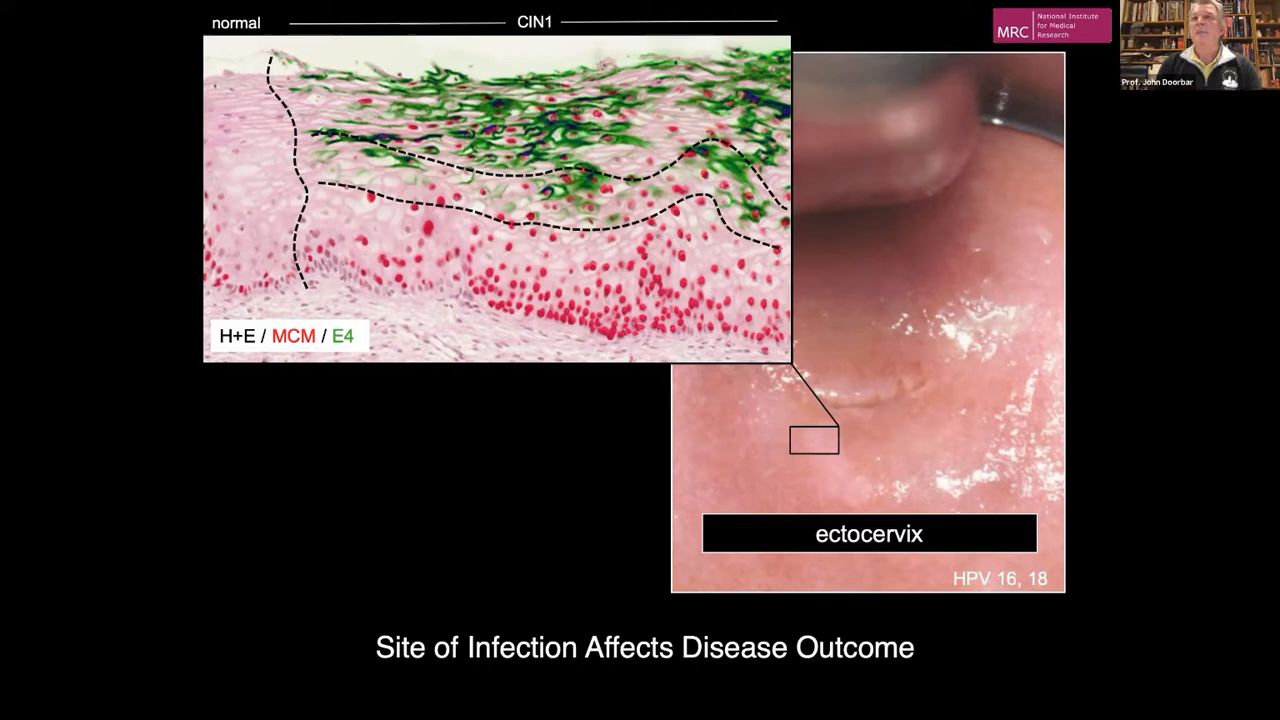 normal
CIN1
MRC
National Institute
for Medical
Research
Prof. John Doorbar
H+E / MCM / E4
ectocervix
HPV 16, 18
Site of Infection Affects Disease Outcome